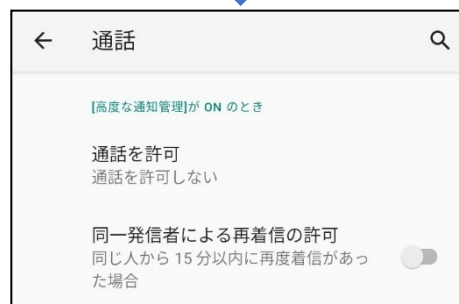 通話
[高度な通知管理]が ON のとき
通話を許可
通話を許可しない
同一発信者による再着信の許可
同じ人から 15 分以内に再度着信があっ
た場合